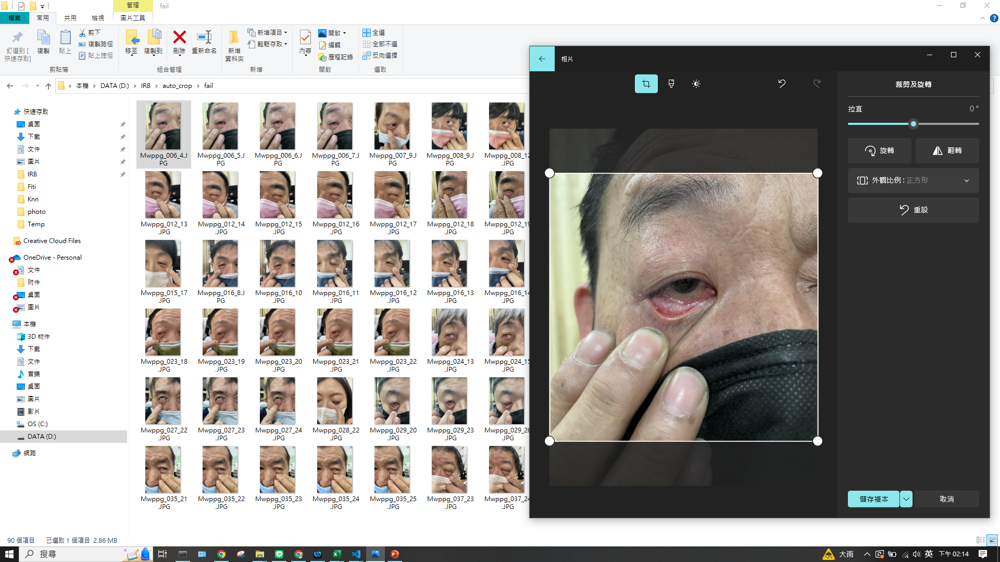 管理
fail
檔案
常用
共用
檢視
圖片工具
釘選到 [
快速存取]
複製
貼上
剪下
複製路徑
貼上捷徑
剪貼簿
移至
複製到
刪除
重新命名
組合管理
新增
資料夾
新增項目
輕鬆存取
新增
內容
開啟
編輯
歷程記錄
開啟
全選
全部不選
反向選擇
選取
本機 › DATA (D:) › IRB › auto_crop › fail
快速存取
桌面
下載
文件
圖片
IRB
Fiti
Knn
photo
Temp
Creative Cloud Files
OneDrive - Personal
文件
附件
桌面
圖片
本機
3D 物件
下載
文件
音樂
桌面
圖片
影片
OS (C:)
DATA (D:)
網路
Mwppg_006_4.J
PG
Mwppg_006_5.J
PG
Mwppg_006_6.J
PG
Mwppg_006_7.J
PG
Mwppg_007_9.J
PG
Mwppg_008_9.J
PG
Mwppg_008_12
.JPG
Mwppg_012_13
.JPG
Mwppg_012_14
.JPG
Mwppg_012_15
.JPG
Mwppg_012_16
.JPG
Mwppg_012_17
.JPG
Mwppg_012_18
.JPG
Mwppg_012_19
.JPG
Mwppg_015_17
.JPG
Mwppg_016_8.J
PG
Mwppg_016_10
.JPG
Mwppg_016_11
.JPG
Mwppg_016_12
.JPG
Mwppg_016_13
.JPG
Mwppg_016_14
.JPG
Mwppg_023_18
.JPG
Mwppg_023_19
.JPG
Mwppg_023_20
.JPG
Mwppg_023_21
.JPG
Mwppg_023_22
.JPG
Mwppg_024_13
.JPG
Mwppg_024_15
.JPG
Mwppg_027_22
.JPG
Mwppg_027_23
.JPG
Mwppg_027_24
.JPG
Mwppg_028_22
.JPG
Mwppg_029_20
.JPG
Mwppg_029_23
.JPG
Mwppg_029_26
.JPG
Mwppg_035_21
.JPG
Mwppg_035_22
.JPG
Mwppg_035_23
.JPG
Mwppg_035_24
.JPG
Mwppg_035_25
.JPG
Mwppg_037_23
.JPG
Mwppg_037_24
.JPG
相片
裁剪及旋轉
拉直
0 °
旋轉
翻轉
外觀比例 : 正方形
重設
儲存複本
取消
90 個項目
已選取 1 個項目 2.86 MB
搜尋
大雨
英
下午 02:14